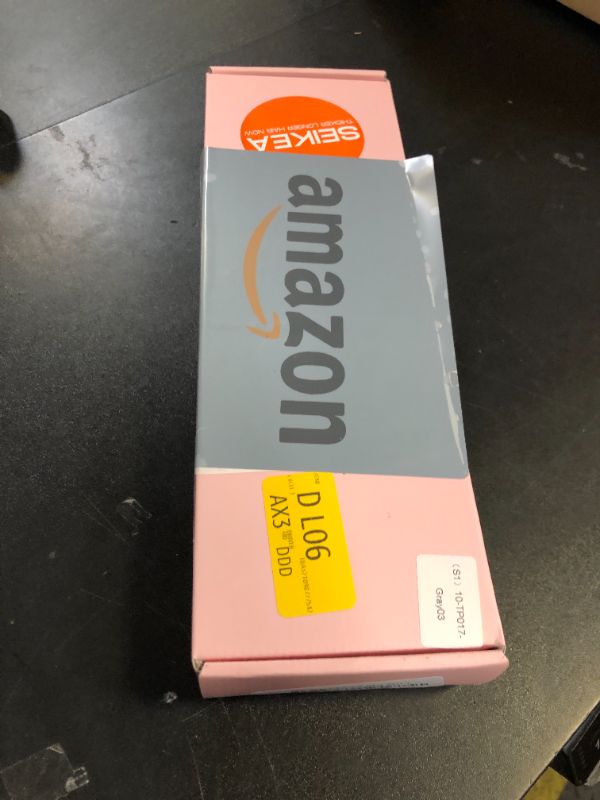 SEIKEA
THICKER LONGER HAIR NOW
amazon
D L06
AX3
DDD
(S1) 10-TP017-
Gray03